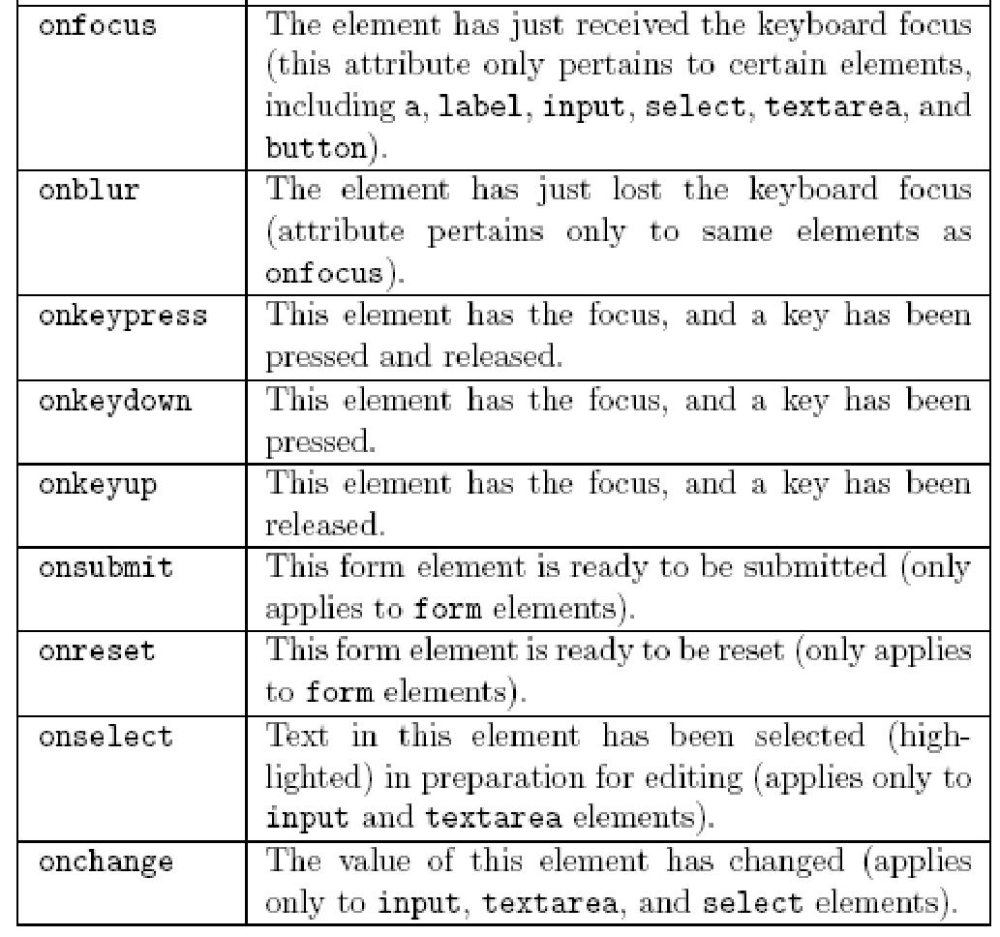 onfocus The element has just received the keyboard focus
(this attribute only pertains to certain elements,
including a, label, input, select, textarea, and
button).
onblur The element has just lost the keyboard focus
(attribute pertains only to same elements as
onfocus).
onkeypress This element has the focus, and a key has been
pressed and released.
onkeydown This element has the focus, and a key has been
pressed.
onkeyup This element has the focus, and a key has been
released.
onsubmit This form element is ready to be submitted (only
applies to form elements).
onreset This form element is ready to be reset (only applies
to form elements).
onselect Text in this element has been selected (high-
lighted) in preparation for editing (applies only to
input and textarea elements).
onchange The value of this element has changed (applies
only to input, textarea, and select elements).